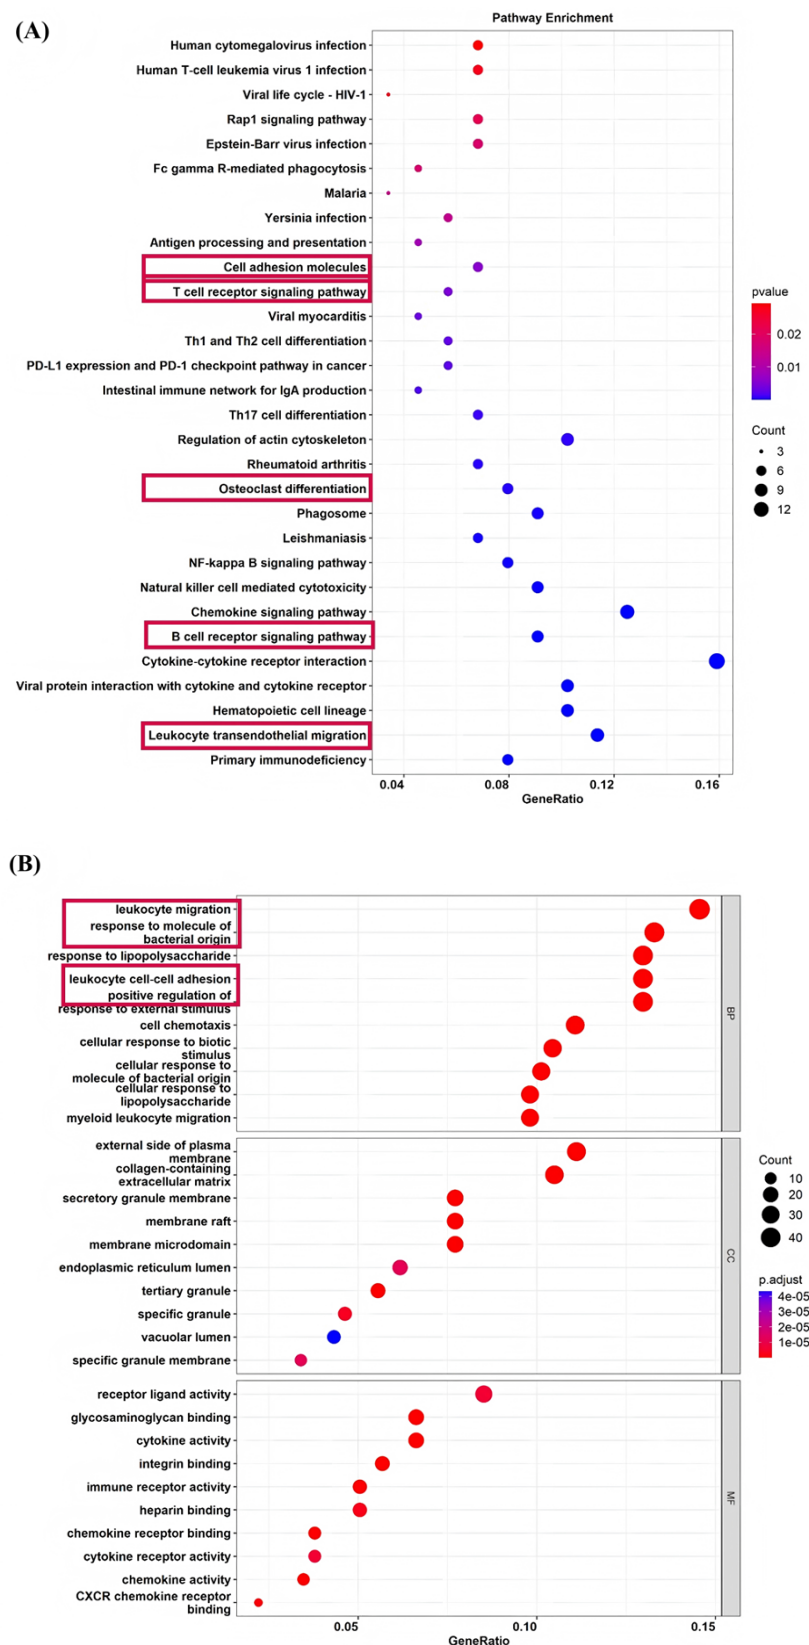 (A)
Pathway Enrichment
Human cytomegalovirus infection
Human T-cell leukemia virus 1 infection
Viral life cycle - HIV-1
Rap1 signaling pathway
Epstein-Barr virus infection
Fc gamma R-mediated phagocytosis
Malaria
Yersinia infection
Antigen processing and presentation
Cell adhesion molecules
T cell receptor signaling pathway
Viral myocarditis
Th1 and Th2 cell differentiation
PD-L1 expression and PD-1 checkpoint pathway in cancer
Intestinal immune network for IgA production
Th17 cell differentiation
Regulation of actin cytoskeleton
Rheumatoid arthritis
Osteoclast differentiation
Phagosome
Leishmaniasis
NF-kappa B signaling pathway
Natural killer cell mediated cytotoxicity
Chemokine signaling pathway
B cell receptor signaling pathway
Cytokine-cytokine receptor interaction
Viral protein interaction with cytokine and cytokine receptor
Hematopoietic cell lineage
Leukocyte transendothelial migration
Primary immunodeficiency
0.04 0.08 0.12 0.16
GeneRatio
pvalue
0.02
0.01
Count
3
6
9
12
(B)
leukocyte migration
response to molecule of
bacterial origin
response to lipopolysaccharide
leukocyte cell-cell adhesion
positive regulation of
response to external stimulus
cell chemotaxis
cellular response to biotic
stimulus
cellular response to
molecule of bacterial origin
cellular response to
lipopolysaccharide
myeloid leukocyte migration
BP
external side of plasma
membrane
collagen-containing
extracellular matrix
secretory granule membrane
membrane raft
membrane microdomain
endoplasmic reticulum lumen
tertiary granule
specific granule
vacuolar lumen
specific granule membrane
CC
receptor ligand activity
glycosaminoglycan binding
cytokine activity
integrin binding
immune receptor activity
heparin binding
chemokine receptor binding
cytokine receptor activity
chemokine activity
CXCR chemokine receptor
binding
MF
0.05 0.10 0.15
GeneRatio
Count
10
20
30
40
p.adjust
4e-05
3e-05
2e-05
1e-05